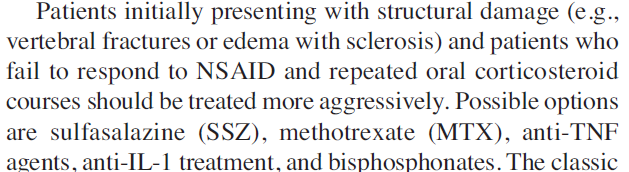 Patients initially presenting with structural damage (e.g.,
vertebral fractures or edema with sclerosis) and patients who
fail to respond to NSAID and repeated oral corticosteroid
courses should be treated more aggressively. Possible options
are sulfasalazine (SSZ), methotrexate (MTX), anti-TNF
agents, anti-IL-1 treatment, and bisphosphonates. The classic